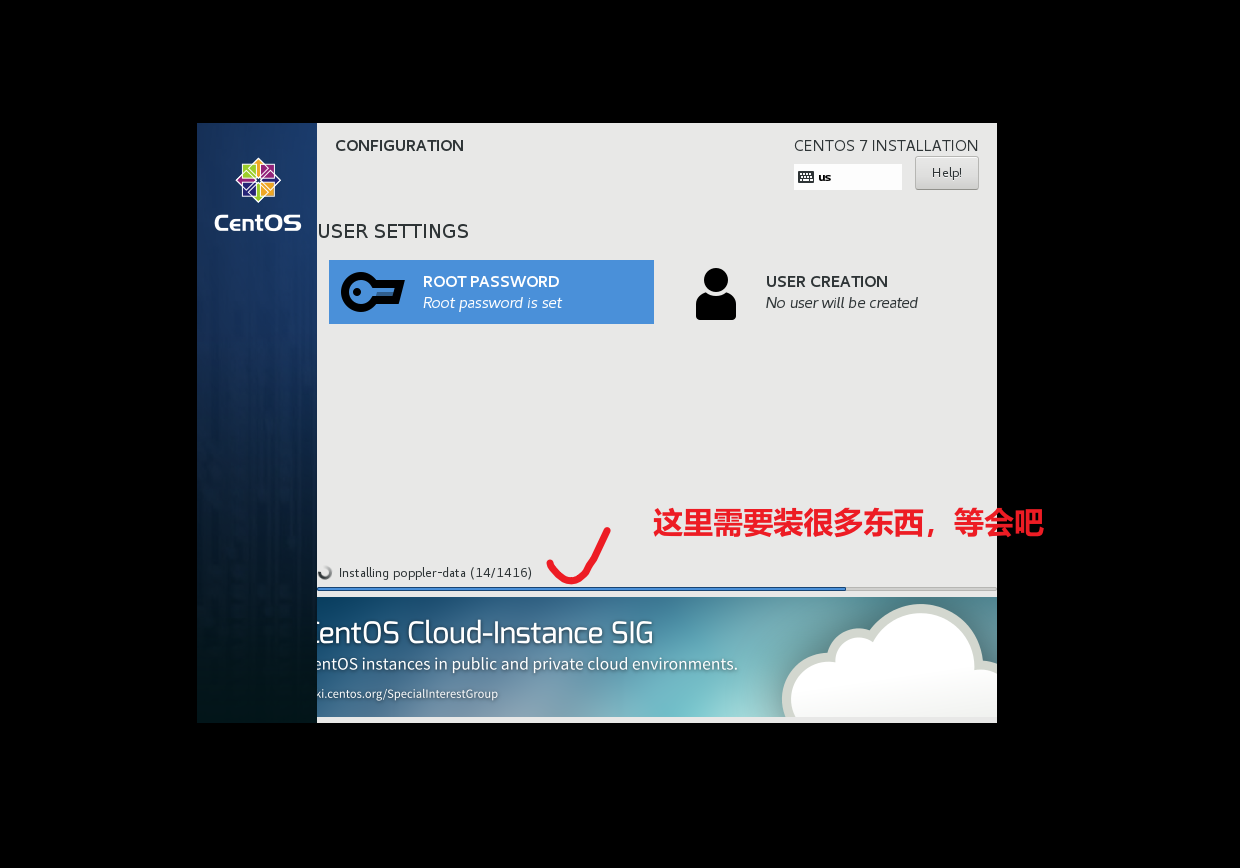 CONFIGURATION
CENTOS 7 INSTALLATION
us
Help!
CentOS
USER SETTINGS
ROOT PASSWORD
Root password is set
USER CREATION
No user will be created
这里需要装很多东西，等会吧
Installing poppler-data (14/1416)
CentOS Cloud-Instance SIG
entOS instances in public and private cloud environments.
ki.centos.org/SpecialInterestGroup